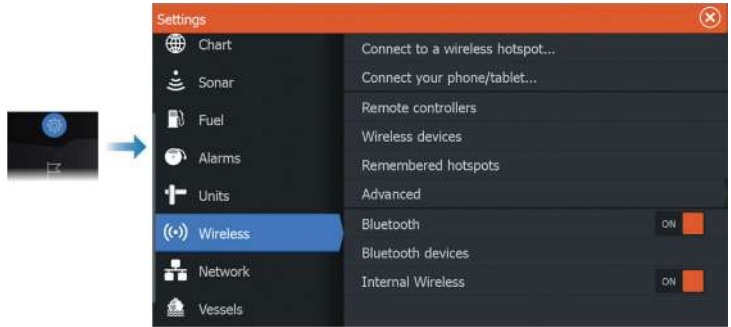 Settings
Chart
Sonar
Fuel
Alarms
Units
Wireless
Network
Vessels
Connect to a wireless hotspot...
Connect your phone/tablet...
Remote controllers
Wireless devices
Remembered hotspots
Advanced
Bluetooth ON
Bluetooth devices
Internal Wireless ON